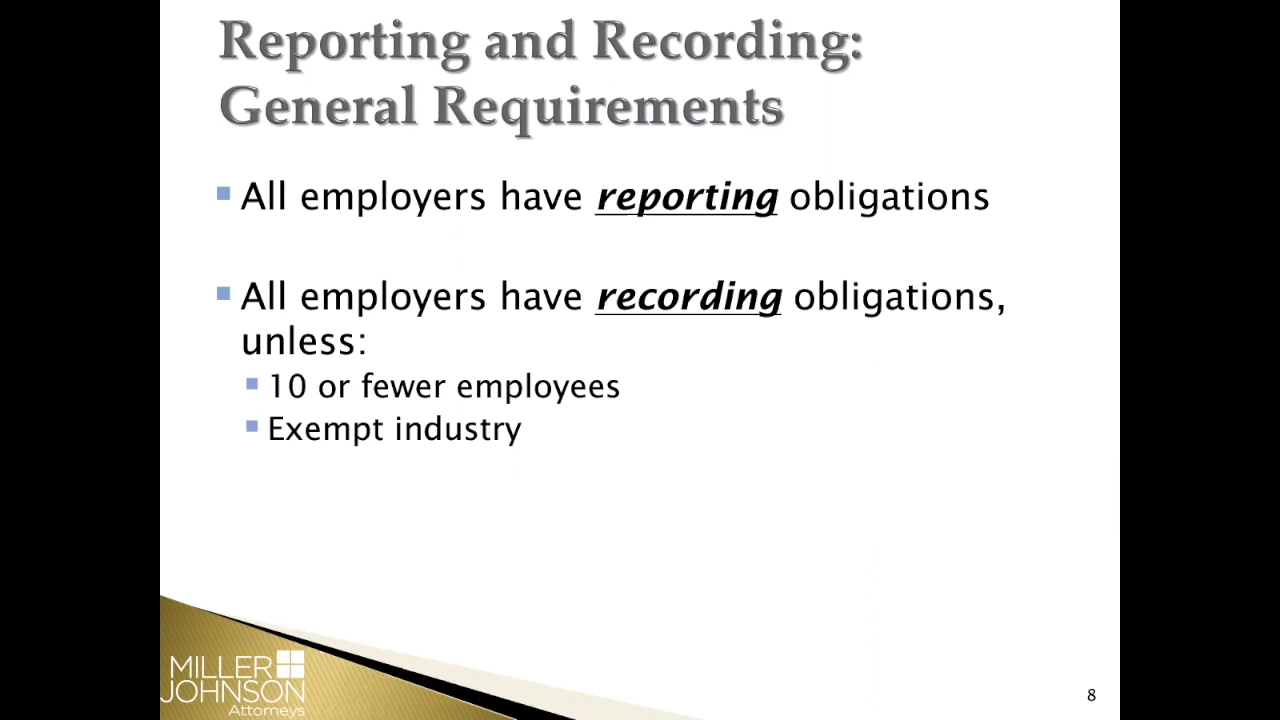 Reporting and Recording:
General Requirements
All employers have reporting obligations
All employers have recording obligations,
unless:
10 or fewer employees
Exempt industry
MILLER
JOHNSON
Attorneys
8